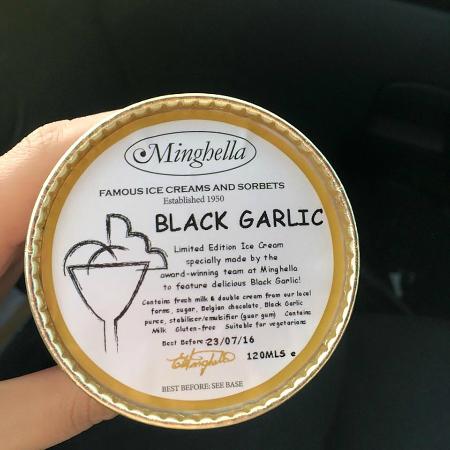 Minghella
FAMOUS ICE CREAMS AND SORBETS
Established 1950
BLACK GARLIC
Limited Edition Ice Cream
specially made by the
award-winning team at Minghella
to feature delicious Black Garlic!
Contains fresh milk & double cream from our local
farms, sugar, Belgian chocolate, Black Garlic
puree, stabiliser/emulsifier (guar gum) Contains
Milk Gluten-free Suitable for vegetarians
Best Before 23/07/16
Minghella 120MLS e
BEST BEFORE: SEE BASE